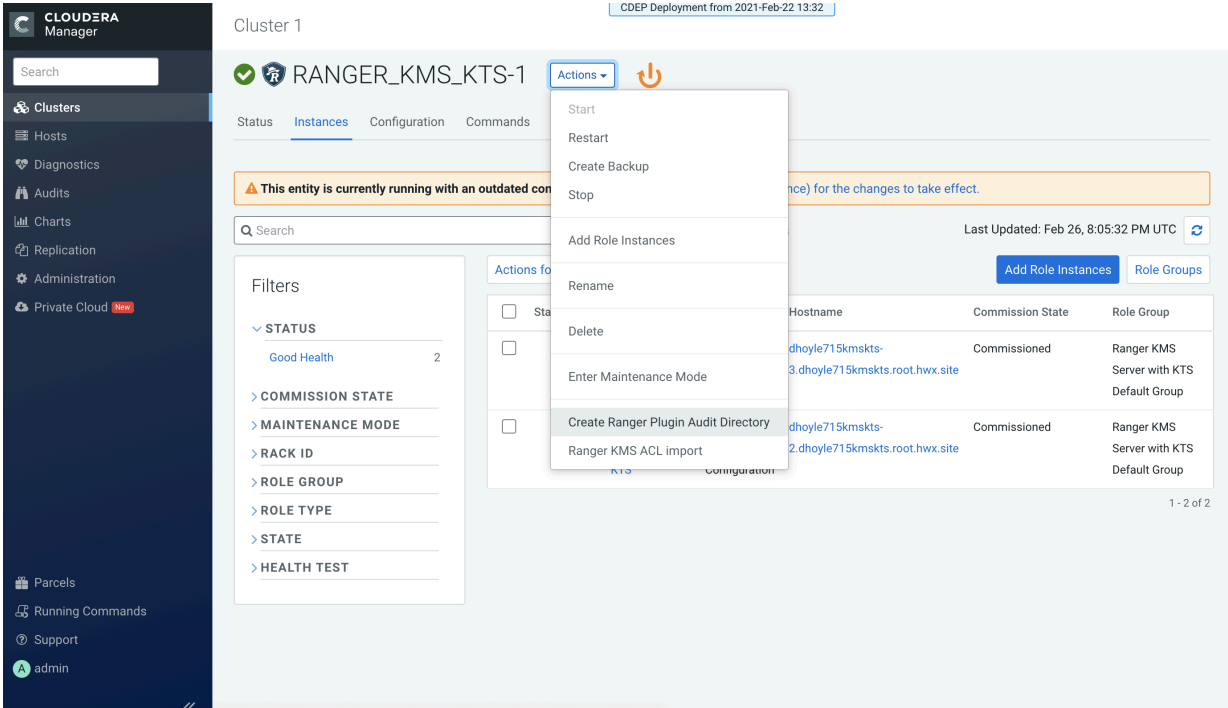 CLOUDERA
Manager
Search
Clusters
Hosts
Diagnostics
Audits
Charts
Replication
Administration
Private Cloud New
Parcels
Running Commands
Support
A admin
CDEP Deployment from 2021-Feb-22 13:32
Cluster 1
RANGER_KMS_KTS-1
Actions
Status Instances Configuration Commands
Start
Restart
Create Backup
Stop
Add Role Instances
Rename
Delete
Enter Maintenance Mode
Create Ranger Plugin Audit Directory
Ranger KMS ACL import
This entity is currently running with an outdated con
nce) for the changes to take effect.
Search
Last Updated: Feb 26, 8:05:32 PM UTC
Filters
STATUS
Good Health 2
COMMISSION STATE
MAINTENANCE MODE
RACK ID
ROLE GROUP
ROLE TYPE
STATE
HEALTH TEST
Actions fo
Add Role Instances Role Groups
Sta Hostname Commission State Role Group
dhoyle715kmskts- Commissioned Ranger KMS
3.dhoyle715kmskts.root.hwx.site Server with KTS
Default Group
dhoyle715kmskts- Commissioned Ranger KMS
2.dhoyle715kmskts.root.hwx.site Server with KTS
KTS Configuration Default Group
1 - 2 of 2